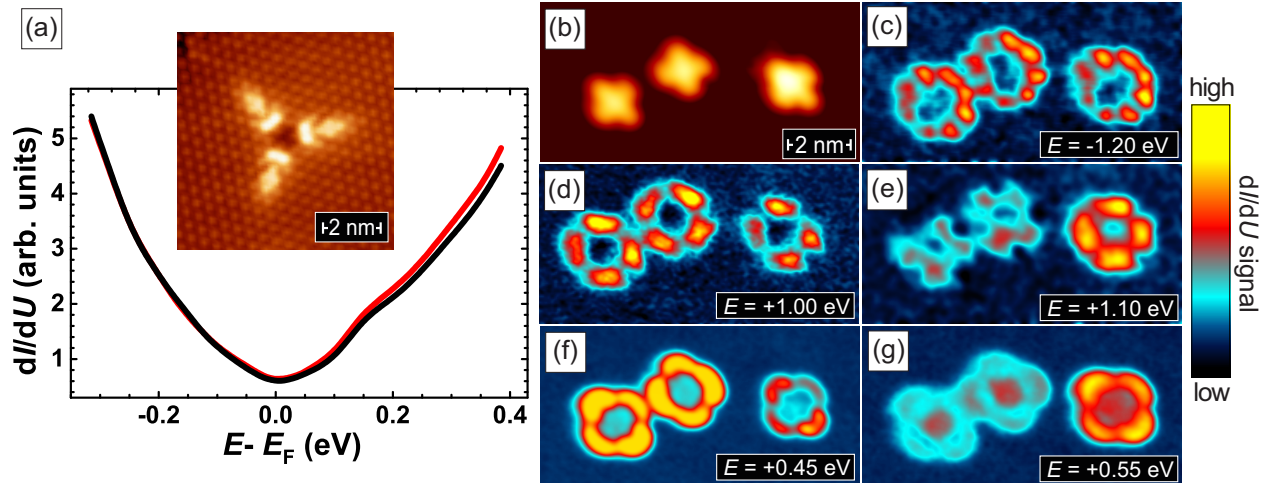 (a)
dI/dU (arb. units)
5
4
3
2
1
-0.2
0.0
0.2
0.4
E- EF (eV)
2 nm
(b)
2 nm
(c)
E = -1.20 eV
(d)
E = +1.00 eV
(e)
E = +1.10 eV
(f)
E = +0.45 eV
(g)
E = +0.55 eV
high
dI/dU signal
low